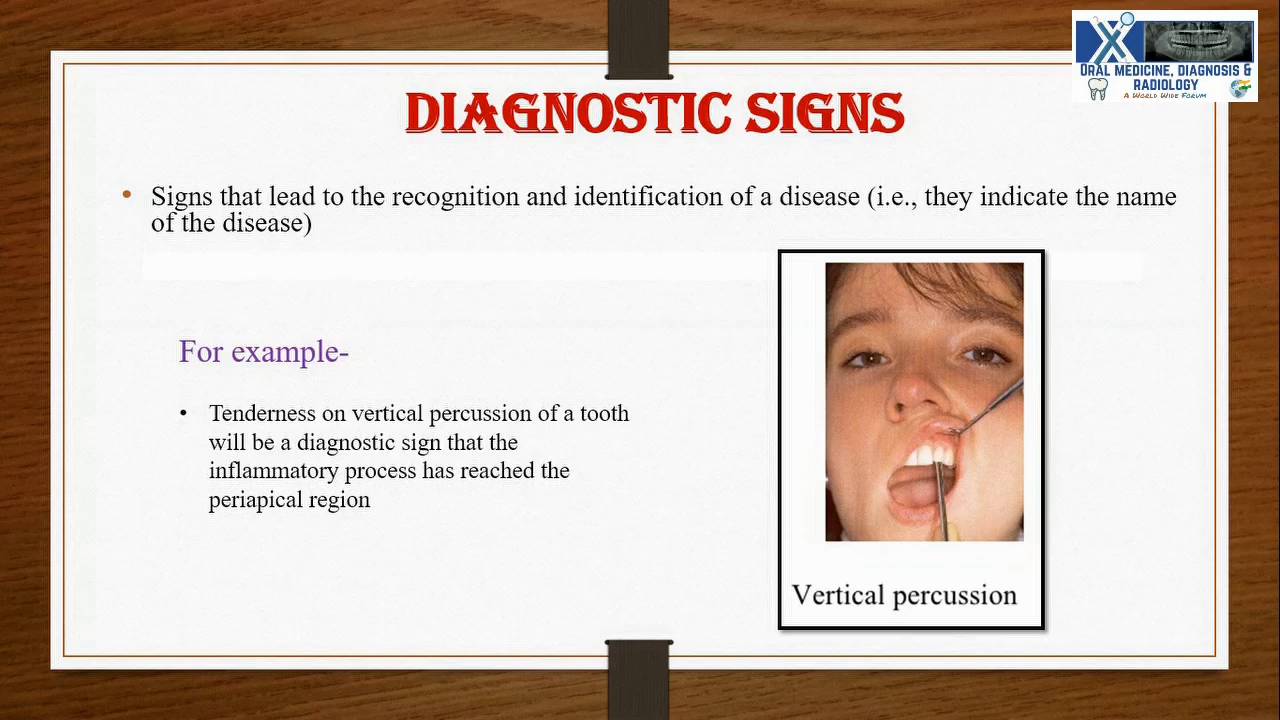 ORAL MEDICINE, DIAGNOSIS &
RADIOLOGY
A WORLD WIDE FORUM
DIAGNOSTIC SIGNS
• Signs that lead to the recognition and identification of a disease (i.e., they indicate the name
of the disease)
For example-
• Tenderness on vertical percussion of a tooth
will be a diagnostic sign that the
inflammatory process has reached the
periapical region
Vertical percussion